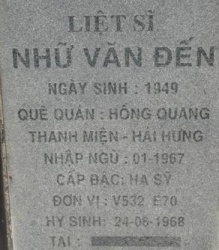 LIỆT SĨ
NHỮ VĂN ĐẾN
NGÀY SINH : 1949
QUÊ QUÁN : HỒNG QUANG
THANH MIỆN - HẢI HƯNG
NHẬP NGŨ : 01-1967
CẤP BẬC: HẠ SỸ
ĐƠN VỊ : V532 E70
HY SINH: 24-06-1968
TẠI :